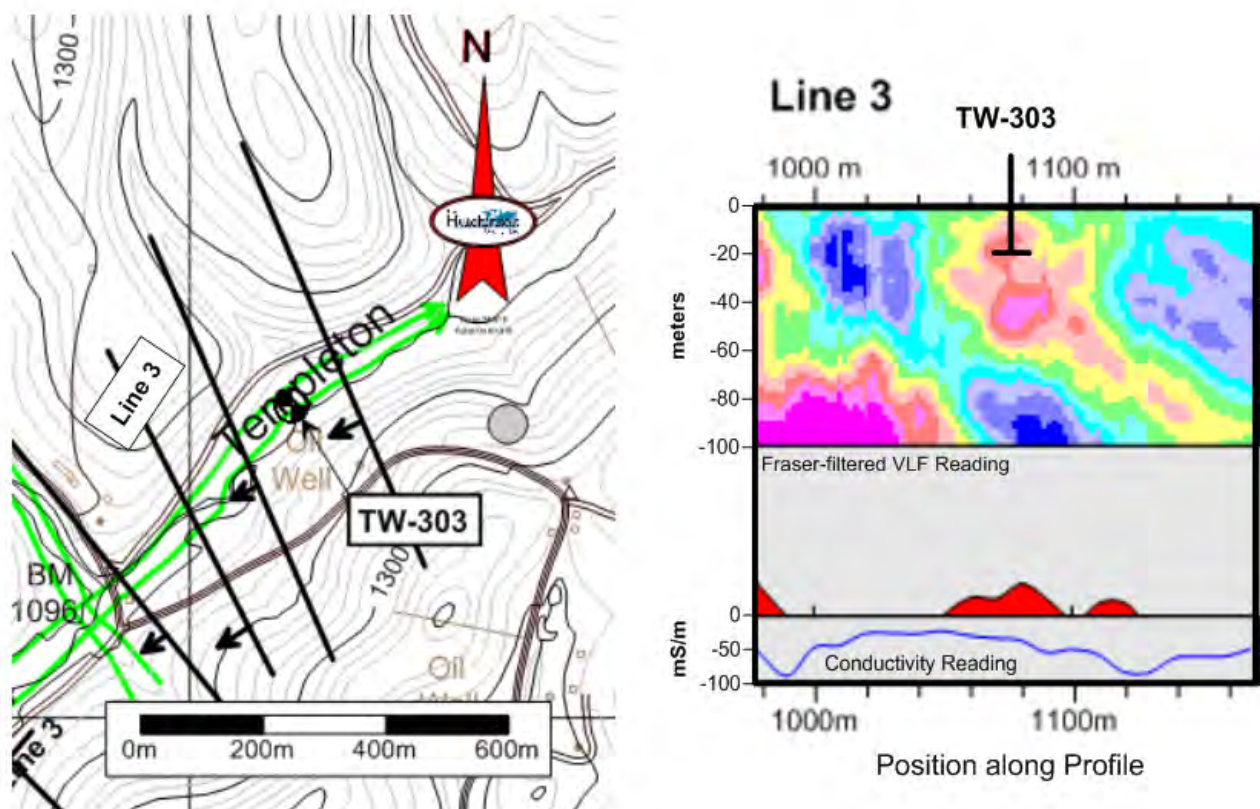 1300
N
Templeton
Line 3
Oil
Well
TW-303
1300
BM
1096
Oil
0m 200m 400m 600m
Line 3
TW-303
1000 m 1100 m
0
-20
-40
-60
-80
-100
meters
Fraser-filtered VLF Reading
0
-50
-100
mS/m
Conductivity Reading
1000m 1100m
Position along Profile